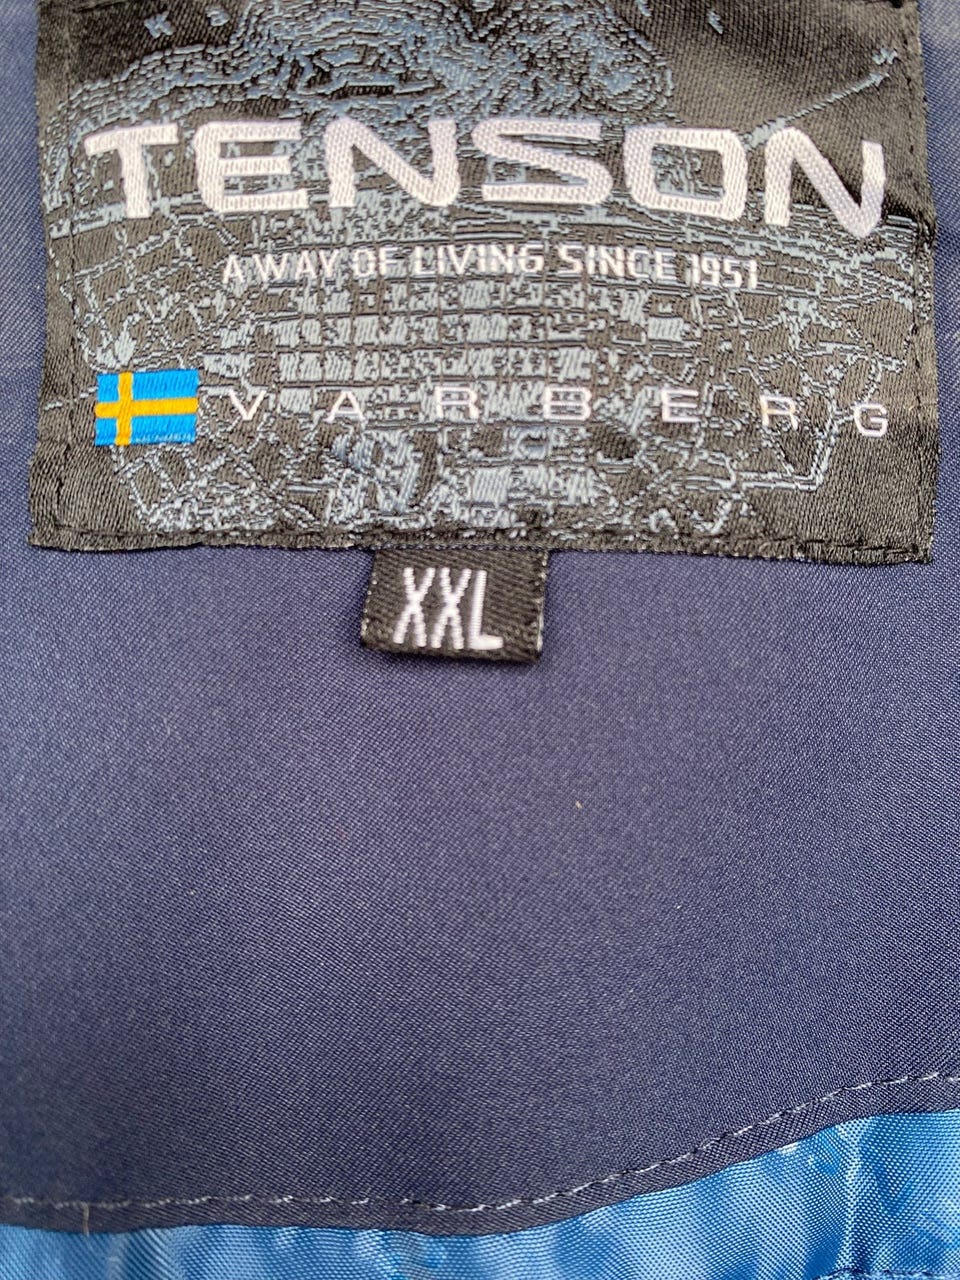 TENSON
A WAY OF LIVING SINCE 1951
VARBERG
XXL